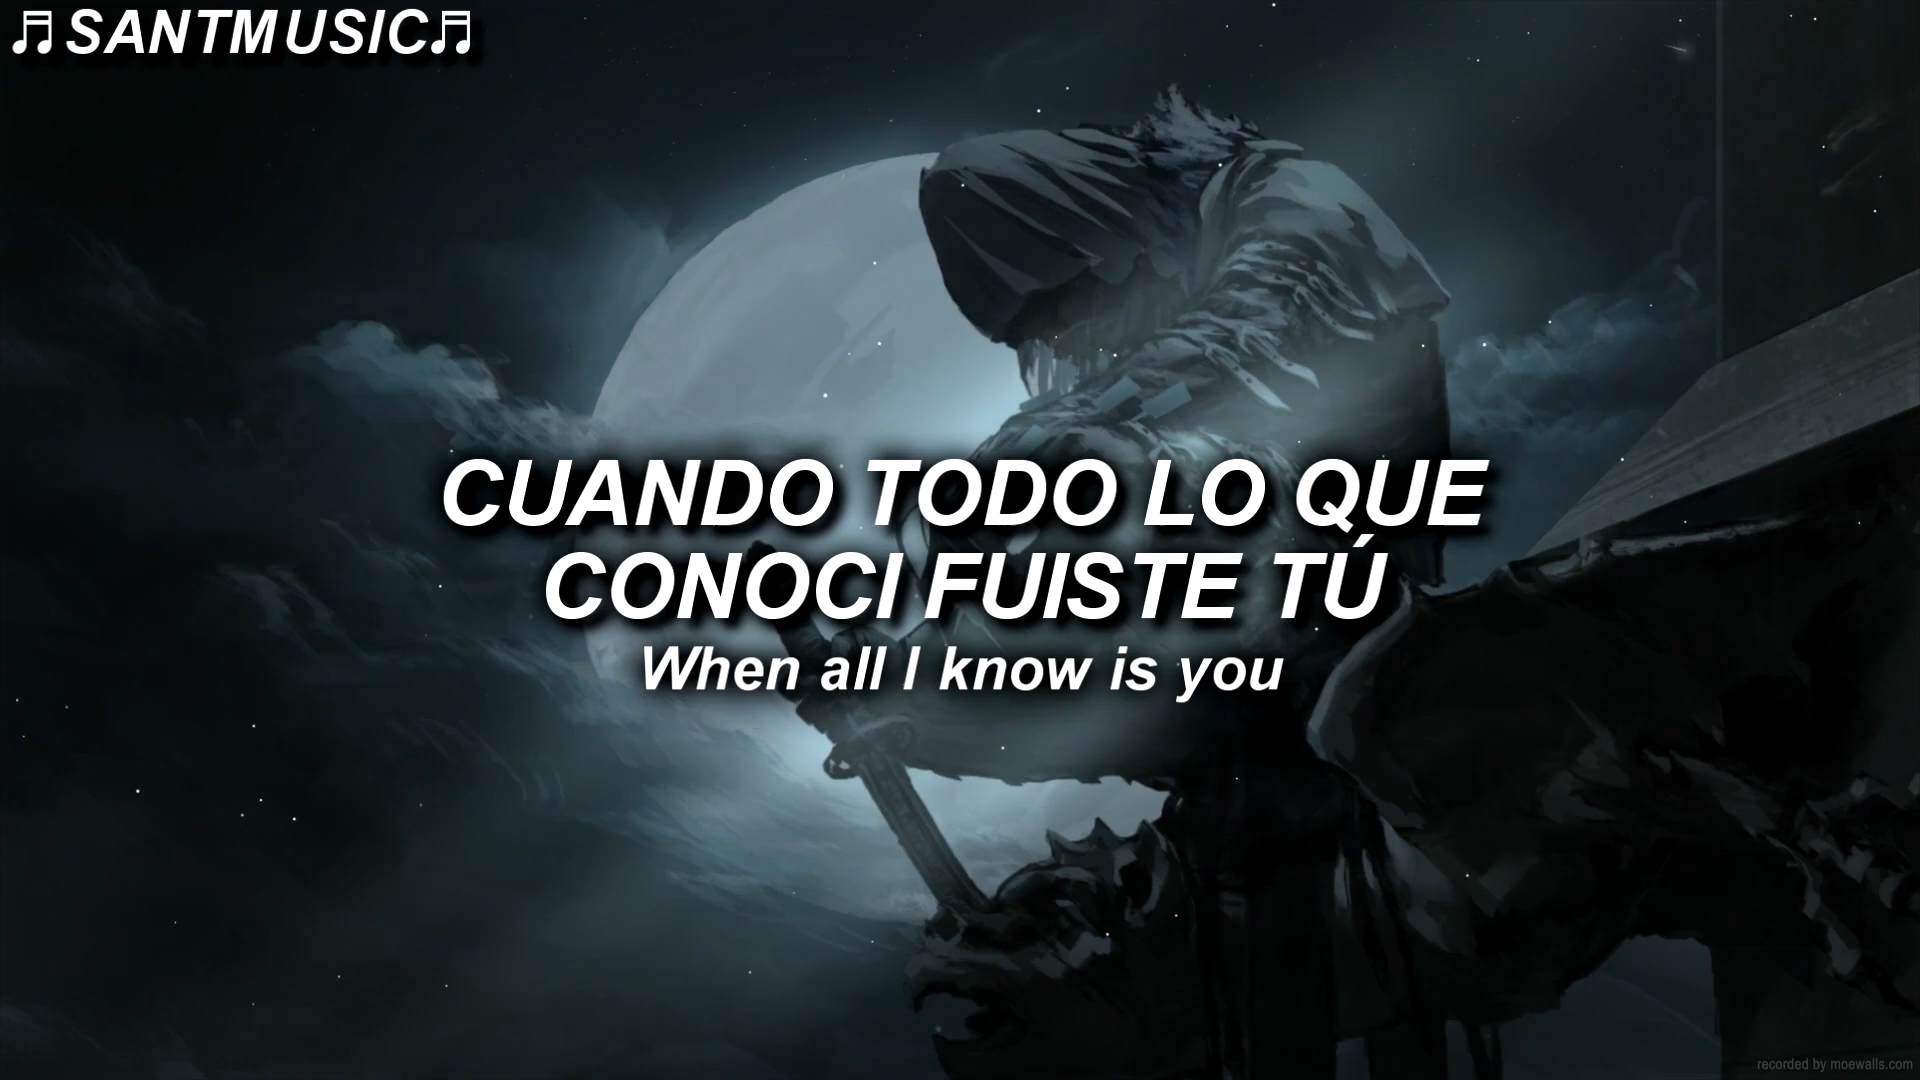 ♬SANTMUSIC♬
CUANDO TODO LO QUE
CONOCI FUISTE TÚ
When all I know is you
recorded by moewalls.com